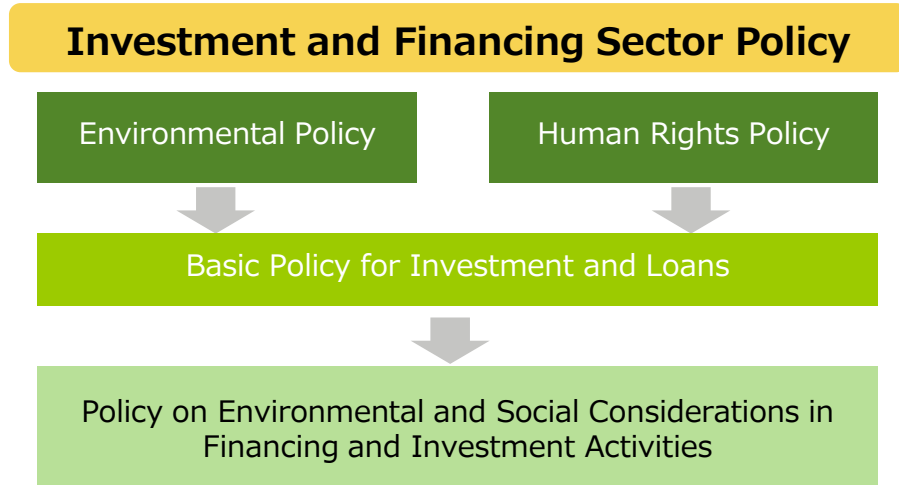 Investment and Financing Sector Policy
Environmental Policy
Human Rights Policy
Basic Policy for Investment and Loans
Policy on Environmental and Social Considerations in
Financing and Investment Activities